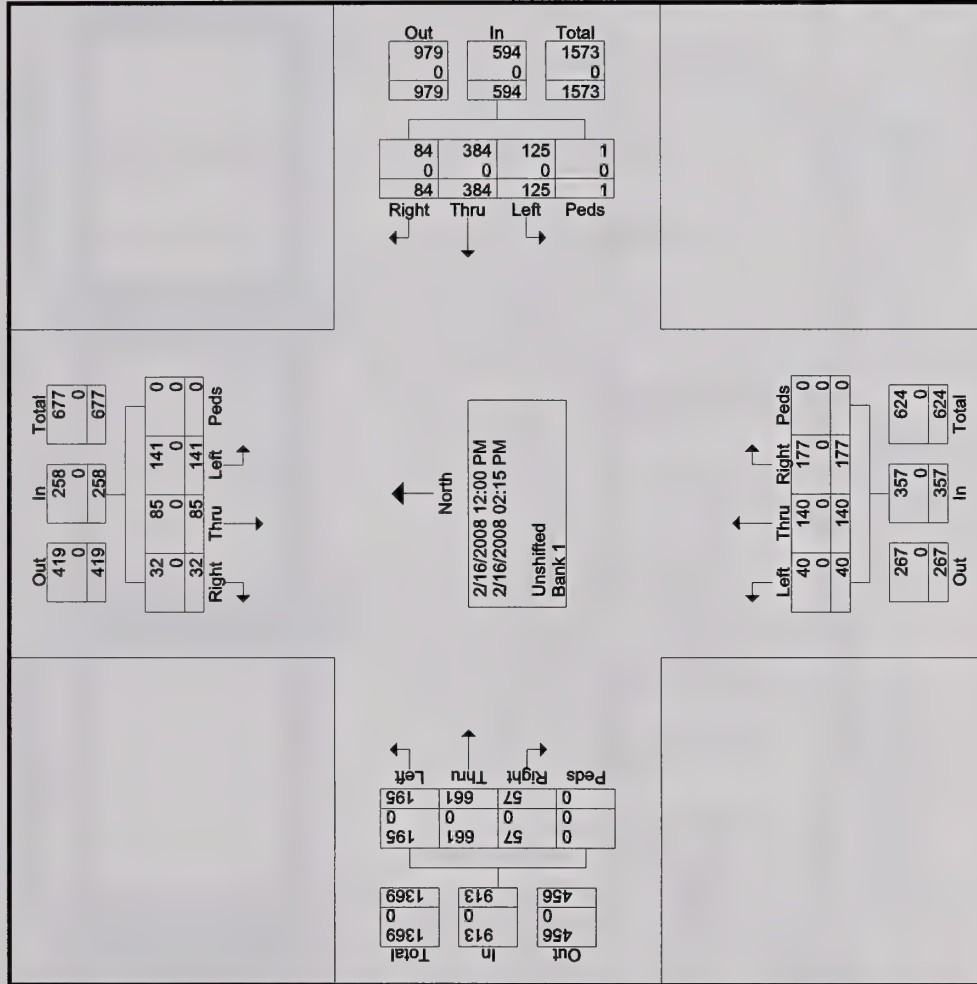 Out In Total
979 594 1573
0 0 0
979 594 1573
84 384 125 1
0 0 0 0
84 384 125 1
Right Thru Left Peds
Out In Total
419 258 677
0 0 0
419 258 677
32 85 141 0
0 0 0 0
32 85 141 0
Right Thru Left Peds
North
2/16/2008 12:00 PM
2/16/2008 02:15 PM
Unshifted
Bank 1
Left Thru Right Peds
40 140 177 0
0 0 0 0
40 140 177 0
267 357 624
0 0 0
267 357 624
Out In Total
Left Thru Right Peds
195 661 57 0
0 0 0 0
195 661 57 0
1369 913 456
0 0 0
1369 913 456
Total In Out